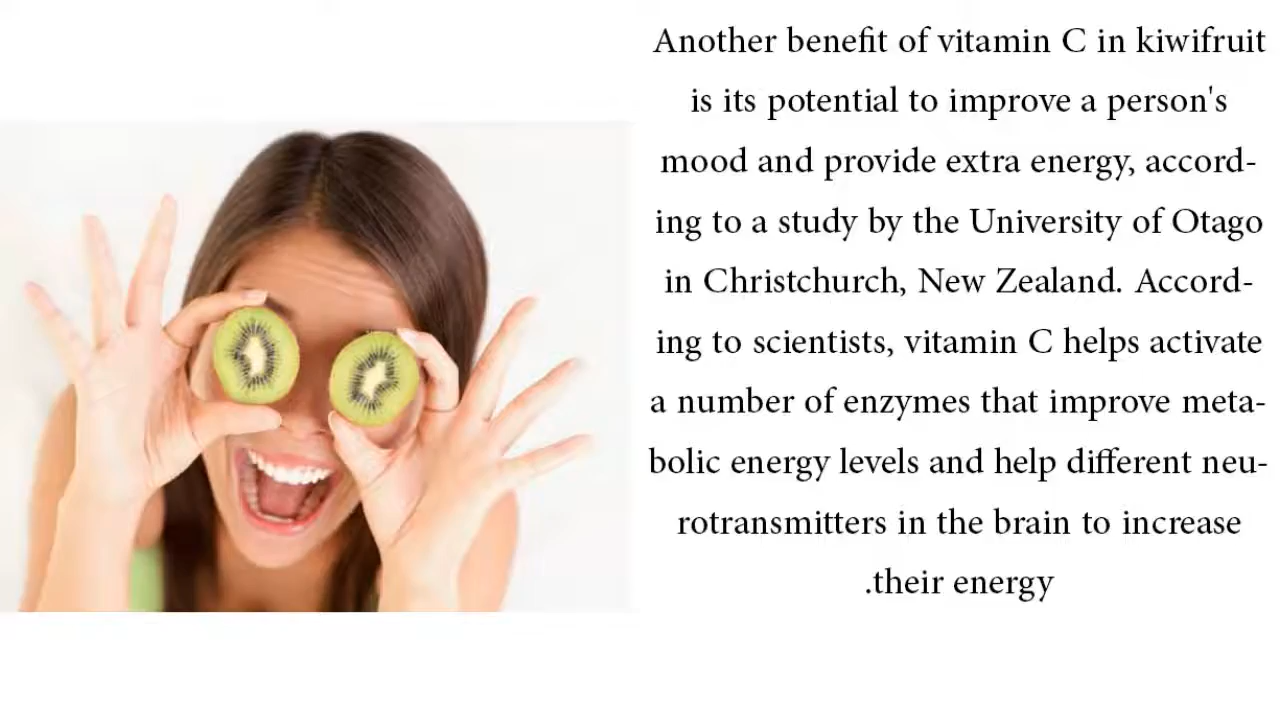 Another benefit of vitamin C in kiwifruit
is its potential to improve a person's
mood and provide extra energy, accord-
ing to a study by the University of Otago
in Christchurch, New Zealand. Accord-
ing to scientists, vitamin C helps activate
a number of enzymes that improve meta-
bolic energy levels and help different neu-
rotransmitters in the brain to increase
.their energy